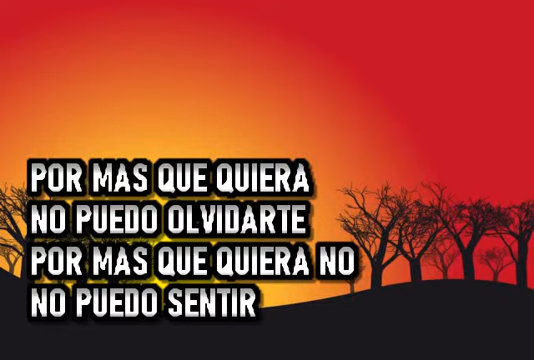 POR MAS QUE QUIERA
NO PUEDO OLVIDARTE
POR MAS QUE QUIERA NO
NO PUEDO SENTIR